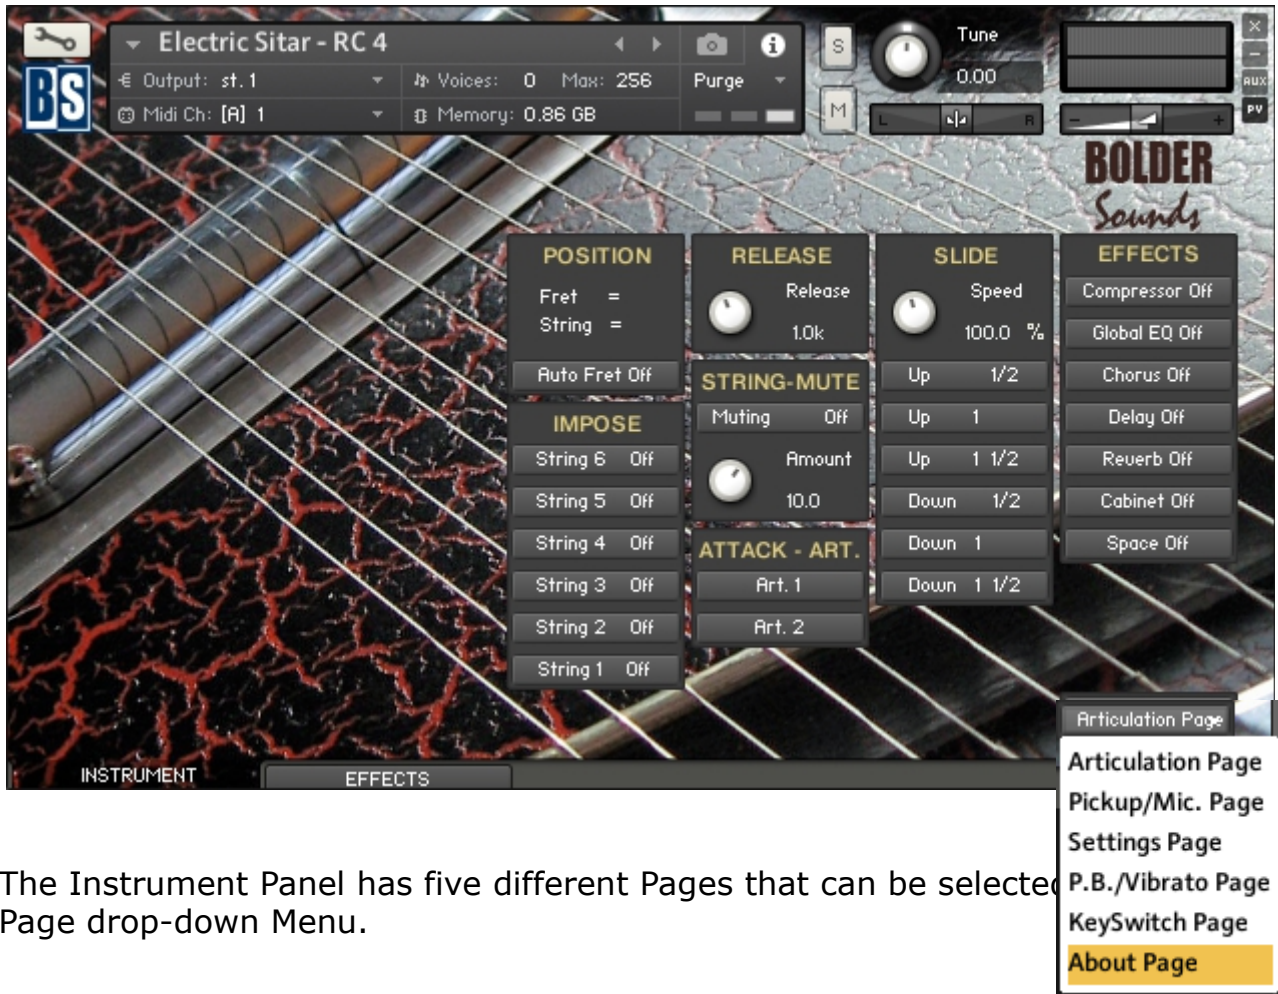 Electric Sitar - RC 4
S
Tune
BS
Output: st. 1
Voices: 0 Max: 256
Purge
0.00
AUX
Midi Ch: [A] 1
Memory: 0.86 GB
M
L R
- +
PV
BOLDER
Sounds
POSITION
Fret =
String =
Auto Fret Off
IMPOSE
String 6 Off
String 5 Off
String 4 Off
String 3 Off
String 2 Off
String 1 Off
RELEASE
Release
1.0k
STRING-MUTE
Muting Off
Amount
10.0
ATTACK - ART.
Art. 1
Art. 2
SLIDE
Speed
100.0 %
Up 1/2
Up 1
Up 1 1/2
Down 1/2
Down 1
Down 1 1/2
EFFECTS
Compressor Off
Global EQ Off
Chorus Off
Delay Off
Reverb Off
Cabinet Off
Space Off
Articulation Page
Articulation Page
Pickup/Mic. Page
Settings Page
P.B./Vibrato Page
KeySwitch Page
About Page
INSTRUMENT
EFFECTS
The Instrument Panel has five different Pages that can be selected
Page drop-down Menu.